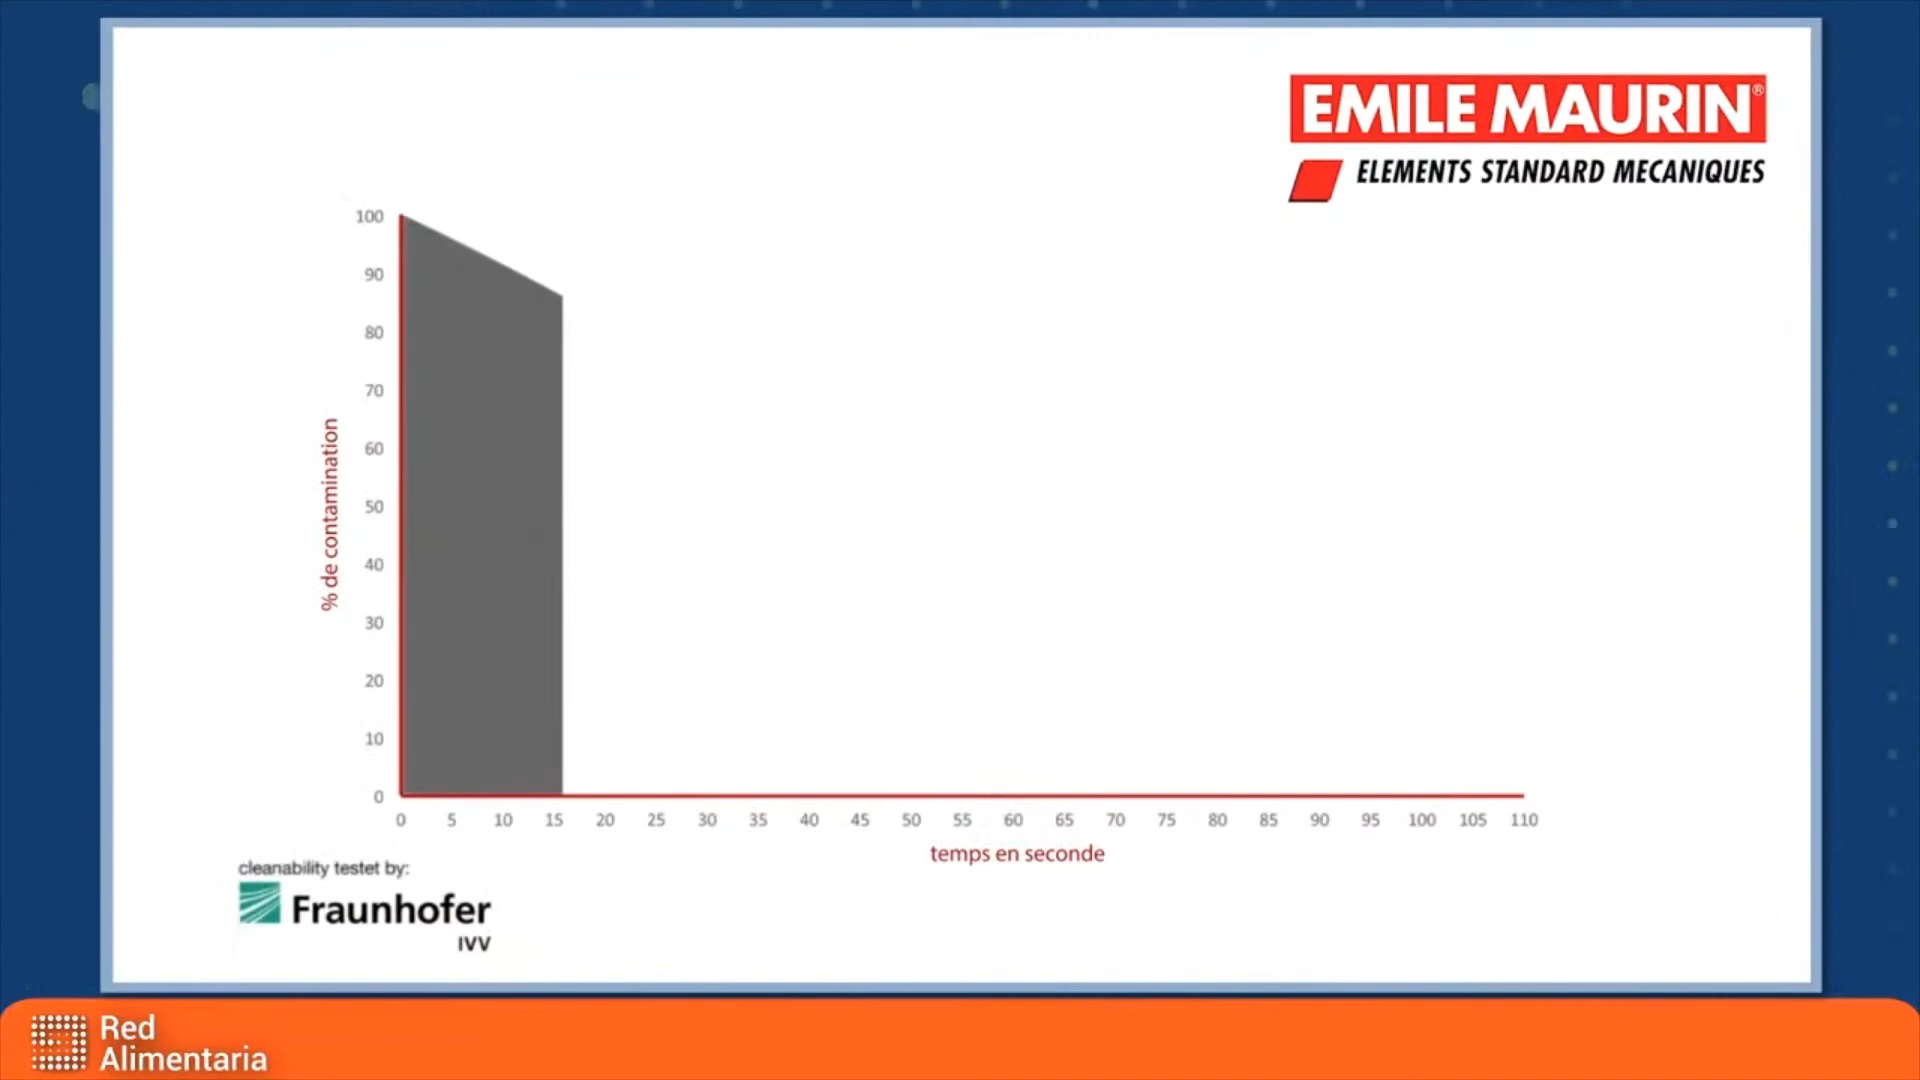 EMILE MAURIN®
ELEMENTS STANDARD MECANIQUES
100
90
80
70
60
50
40
30
20
10
0
% de contamination
0 5 10 15 20 25 30 35 40 45 50 55 60 65 70 75 80 85 90 95 100 105 110
temps en seconde
cleanability testet by:
Fraunhofer
IVV
Red
Alimentaria